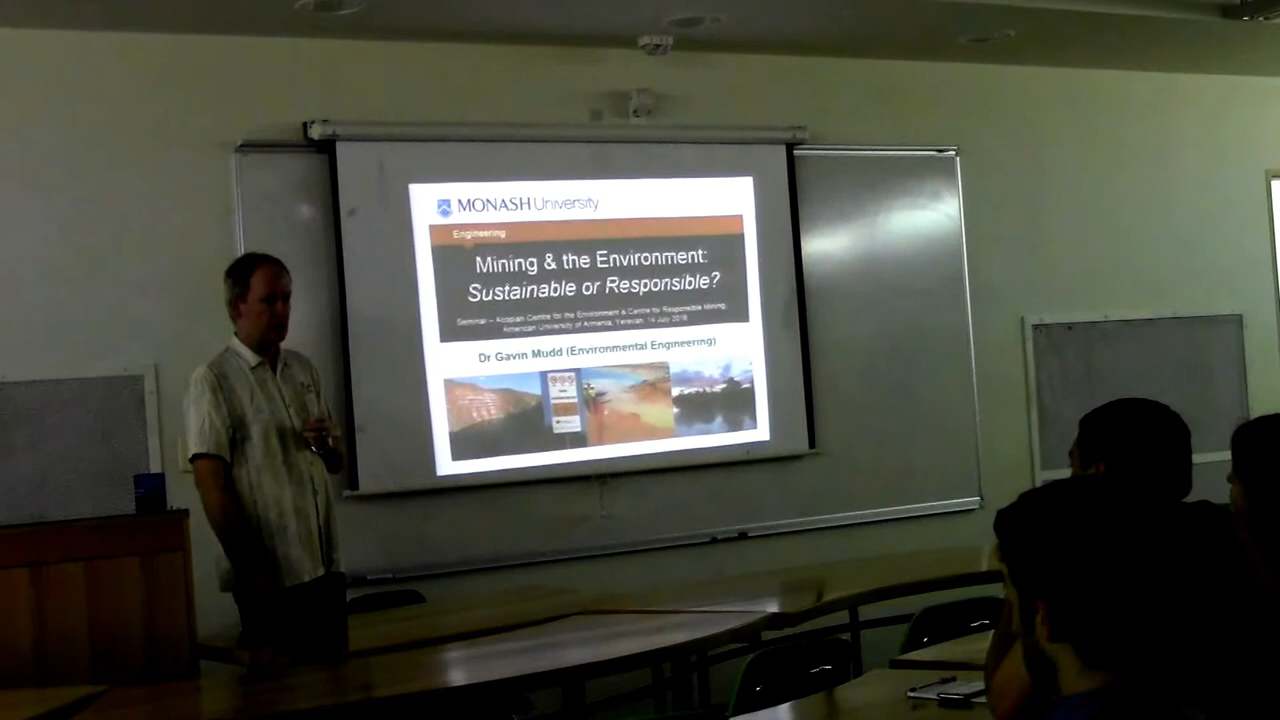 MONASH University
Engineering
Mining & the Environment:
Sustainable or Responsible?
Seminar – Acopian Centre for the Environment & Centre for Responsible Mining,
American University of Armenia, Yerevan, 14 July 2016
Dr Gavin Mudd (Environmental Engineering)